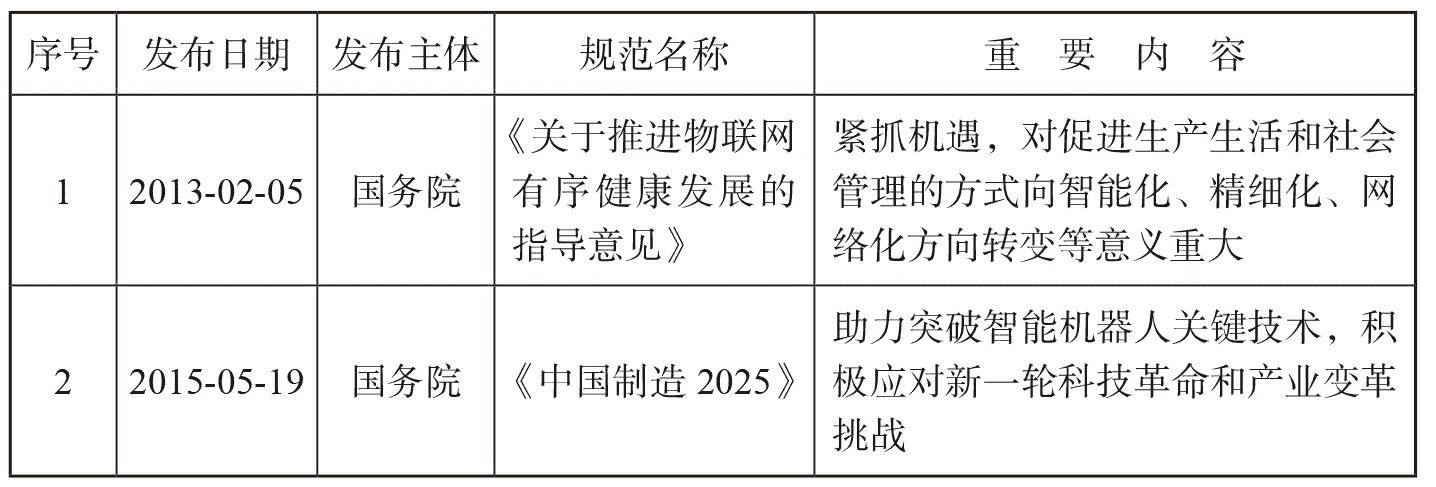 序号 发布日期 发布主体 规范名称 重要内容
1 2013-02-05 国务院 《关于推进物联网
有序健康发展的
指导意见》 紧抓机遇，对促进生产生活和社会
管理的方式向智能化、精细化、网
络化方向转变等意义重大
2 2015-05-19 国务院 《中国制造 2025》 助力突破智能机器人关键技术，积
极应对新一轮科技革命和产业变革
挑战